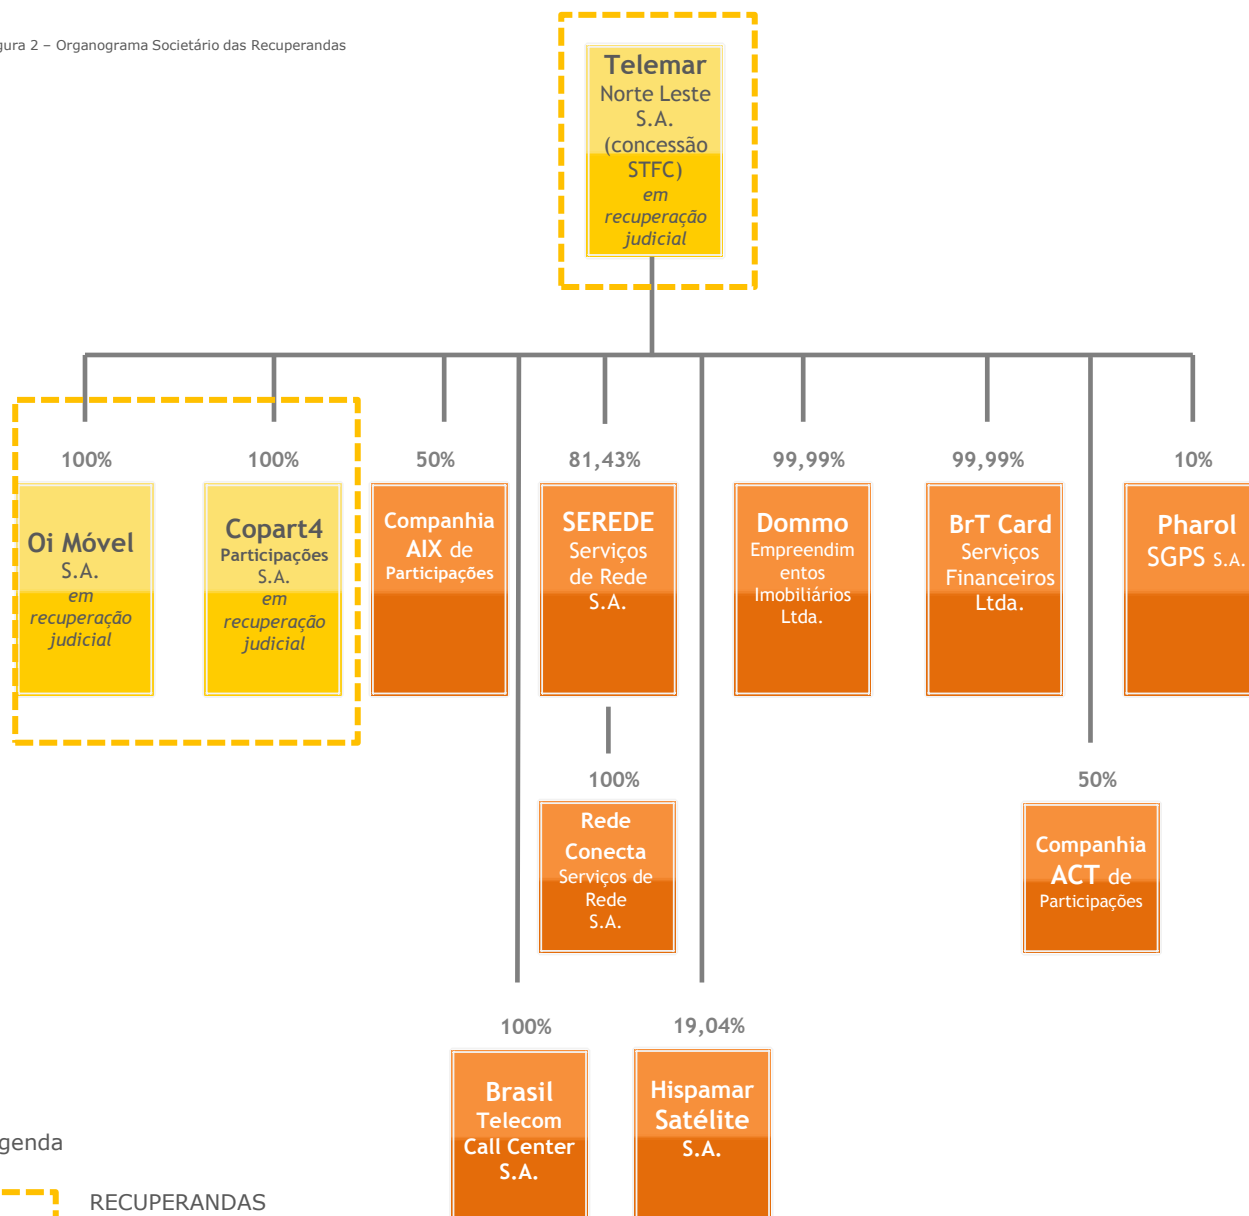 gura 2 – Organograma Societário das Recuperandas
Telemar
Norte Leste
S.A.
(concessão
STFC)
em
recuperação
judicial
100%
100%
50%
81,43%
99,99%
99,99%
10%
Oi Móvel
S.A.
em
recuperação
judicial
Copart4
Participações
S.A.
em
recuperação
judicial
Companhia
AIX de
Participações
SEREDE
Serviços
de Rede
S.A.
Dommo
Empreendim
entos
Imobiliários
Ltda.
BrT Card
Serviços
Financeiros
Ltda.
Pharol
SGPS S.A.
100%
Rede
Conecta
Serviços de
Rede
S.A.
50%
Companhia
ACT de
Participações
100%
Brasil
Telecom
Call Center
S.A.
19,04%
Hispamar
Satélite
S.A.
genda
RECUPERANDAS